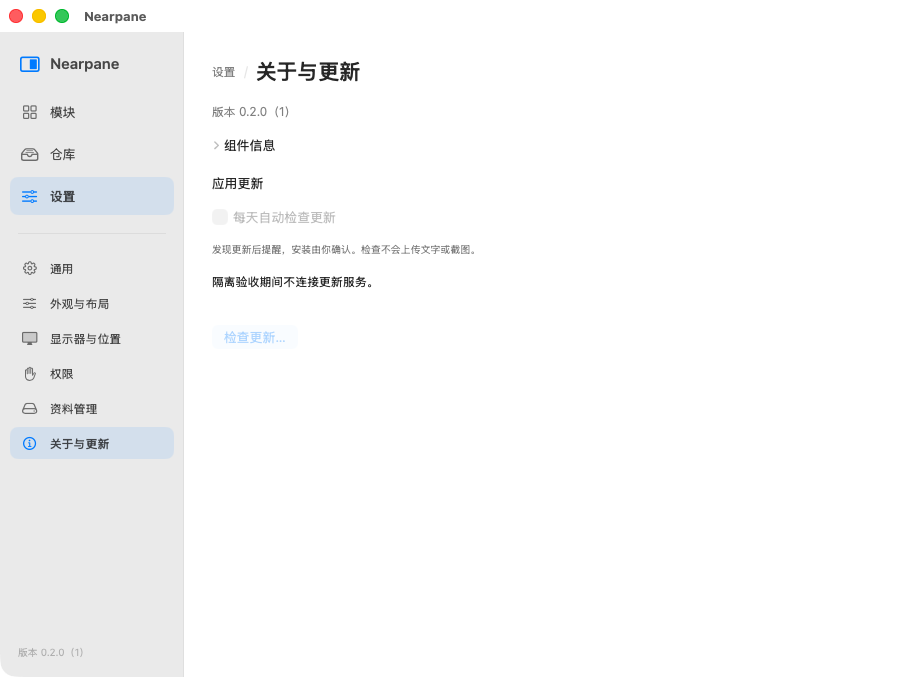 Nearpane
Nearpane
模块
仓库
设置
通用
外观与布局
显示器与位置
权限
资料管理
关于与更新
版本 0.2.0（1）
设置 / 关于与更新
版本 0.2.0（1）
组件信息
应用更新
每天自动检查更新
发现更新后提醒，安装由你确认。检查不会上传文字或截图。
隔离验收期间不连接更新服务。
检查更新...